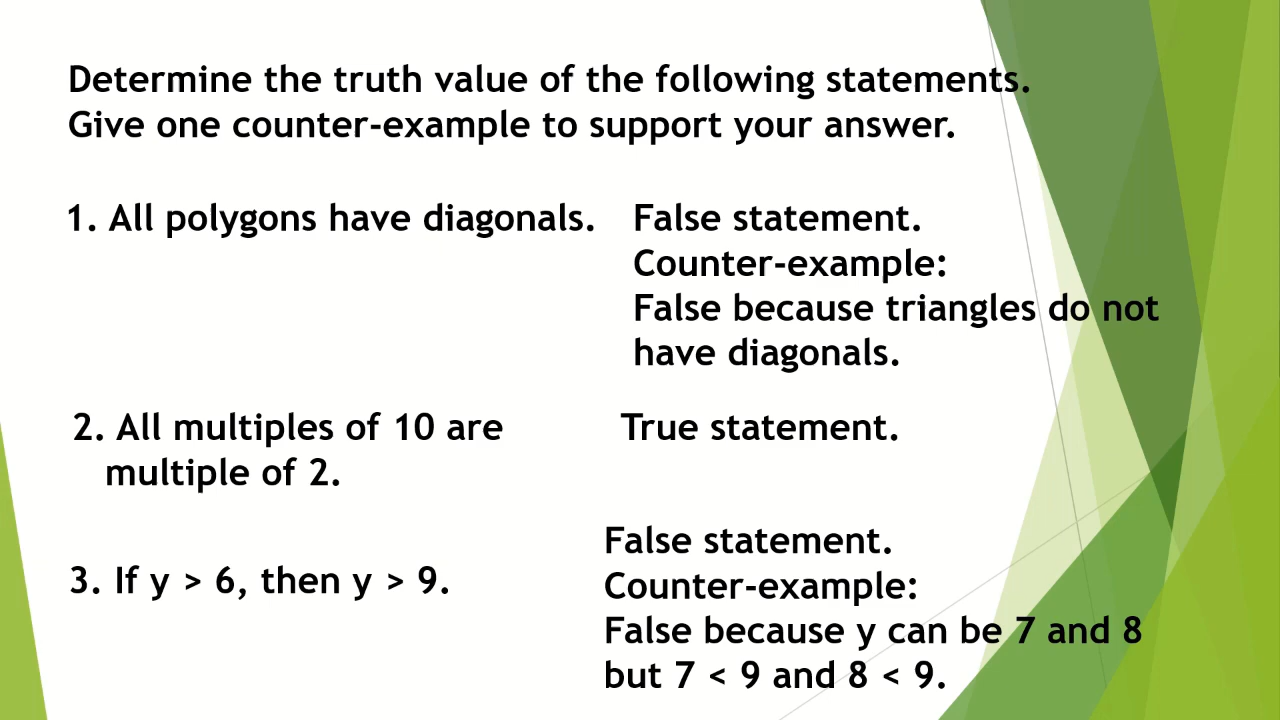 Determine the truth value of the following statements.
Give one counter-example to support your answer.
1. All polygons have diagonals.
False statement.
Counter-example:
False because triangles do not
have diagonals.
2. All multiples of 10 are
multiple of 2.
True statement.
3. If y > 6, then y > 9.
False statement.
Counter-example:
False because y can be 7 and 8
but 7 < 9 and 8 < 9.